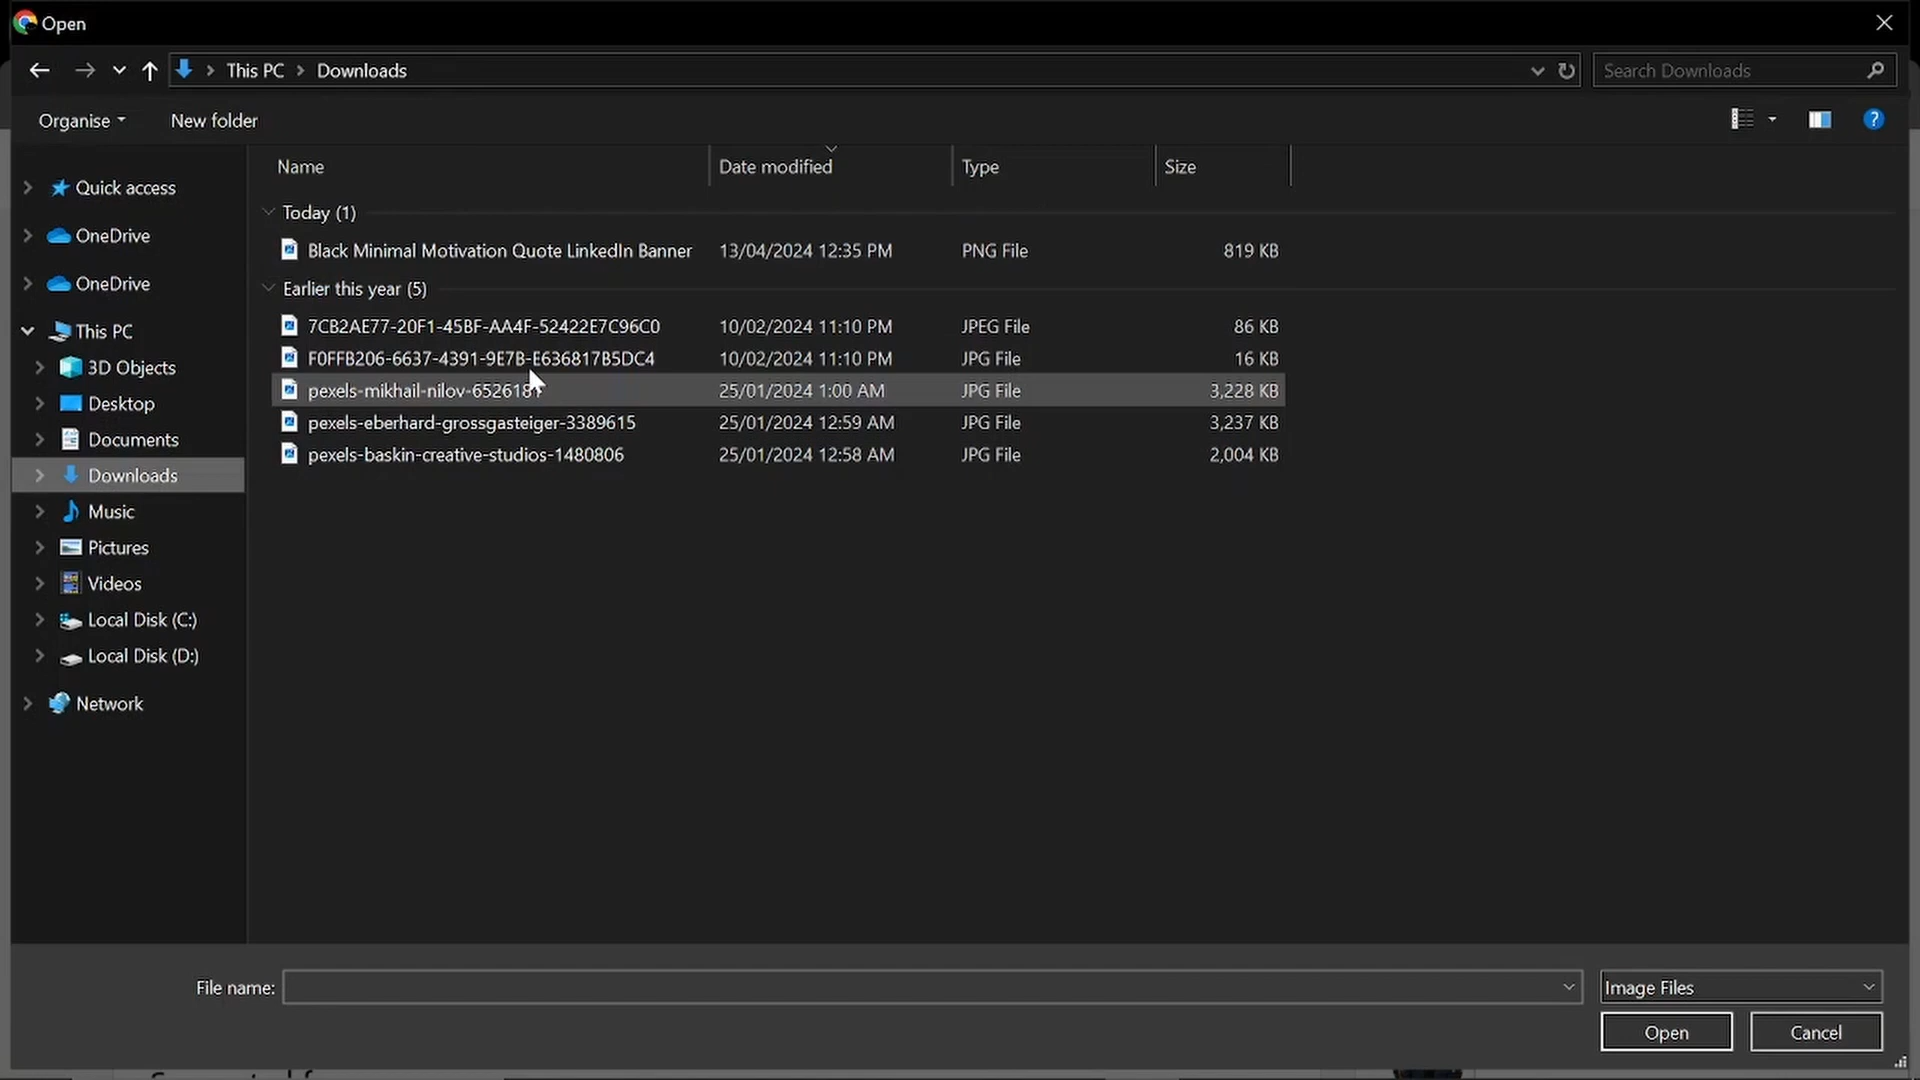 Open
This PC > Downloads
Search Downloads
Organise
New folder
?
Name Date modified Type Size
Quick access
OneDrive
OneDrive
This PC
3D Objects
Desktop
Documents
Downloads
Music
Pictures
Videos
Local Disk (C:)
Local Disk (D:)
Network
Today (1)
Black Minimal Motivation Quote LinkedIn Banner 13/04/2024 12:35 PM PNG File 819 KB
Earlier this year (5)
7CB2AE77-20F1-45BF-AA4F-52422E7C96C0 10/02/2024 11:10 PM JPEG File 86 KB
F0FFB206-6637-4391-9E7B-E636817B5DC4 10/02/2024 11:10 PM JPG File 16 KB
pexels-mikhail-nilov-6526181 25/01/2024 1:00 AM JPG File 3,228 KB
pexels-eberhard-grossgasteiger-3389615 25/01/2024 12:59 AM JPG File 3,237 KB
pexels-baskin-creative-studios-1480806 25/01/2024 12:58 AM JPG File 2,004 KB
File name:
Image Files
Open
Cancel